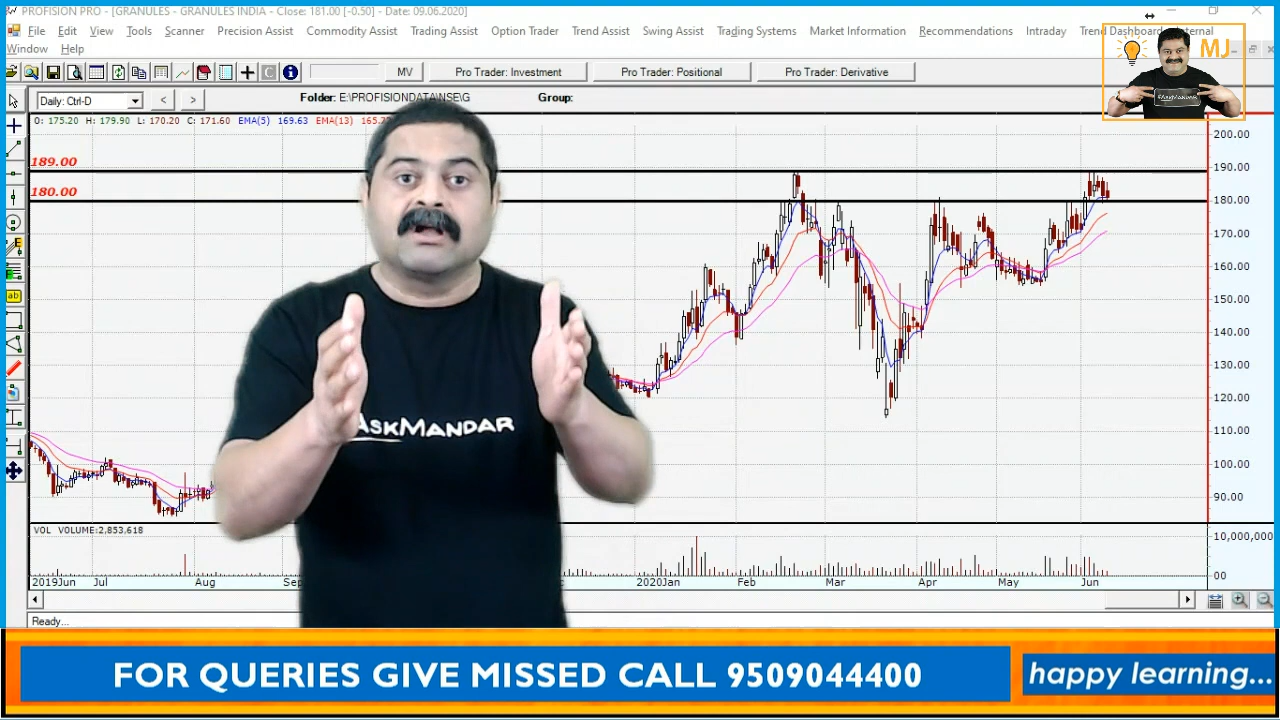 PROFISION PRO - [GRANULES - GRANULES INDIA - Close: 181.00 [-0.50] - Date: 09.06.2020]
File Edit View Tools Scanner Precision Assist Commodity Assist Trading Assist Option Trader Trend Assist Swing Assist Trading Systems Market Information Recommendations Intraday Trend Dashboard
Window Help
MJ
MV Pro Trader: Investment Pro Trader: Positional Pro Trader: Derivative
#ASKMANDAR
Daily: Ctrl-D < > Folder: E:\PROFISIONDATA\NSE\G Group:
O: 175.20 H: 179.90 L: 170.20 C: 171.60 EMA(5) 169.63 EMA(13)
200.00
189.00
190.00
180.00
180.00
170.00
160.00
150.00
140.00
130.00
120.00
ASKMANDAR
110.00
100.00
90.00
VOL VOLUME:2,853,618
10,000,000
00
2019Jun Jul Aug Sep 2020Jan Feb Mar Apr May Jun
Ready...
FOR QUERIES GIVE MISSED CALL 9509044400
happy learning...